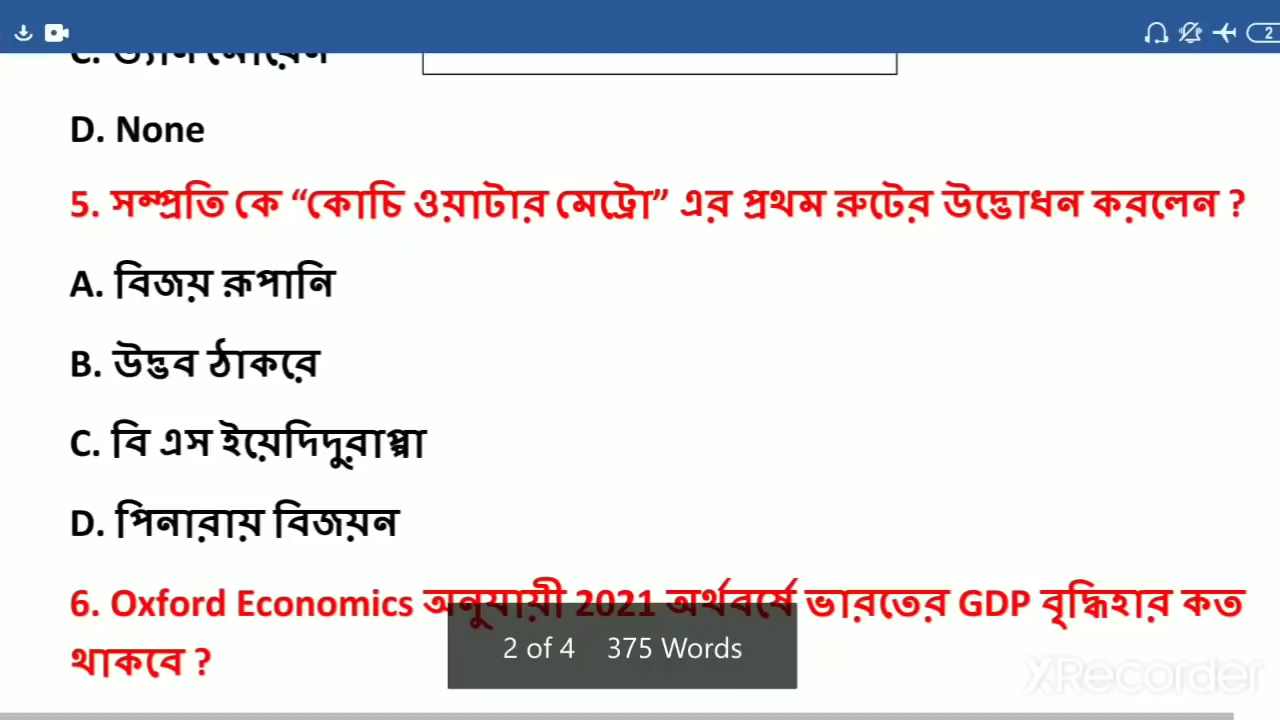 2
D. None
5. সম্প্রতি কে “কোচি ওয়াটার মেট্রো” এর প্রথম রুটের উদ্ভোধন করলেন ?
A. বিজয় রূপানি
B. উদ্ভব ঠাকরে
C. বি এস ইয়েদিদুরাপ্পা
D. পিনারায় বিজয়ন
6. Oxford Economics অনুযায়ী 2021 অর্থবর্ষে ভারতের GDP বৃদ্ধিহার কত
থাকবে ?
2 of 4 375 Words
XRecorder